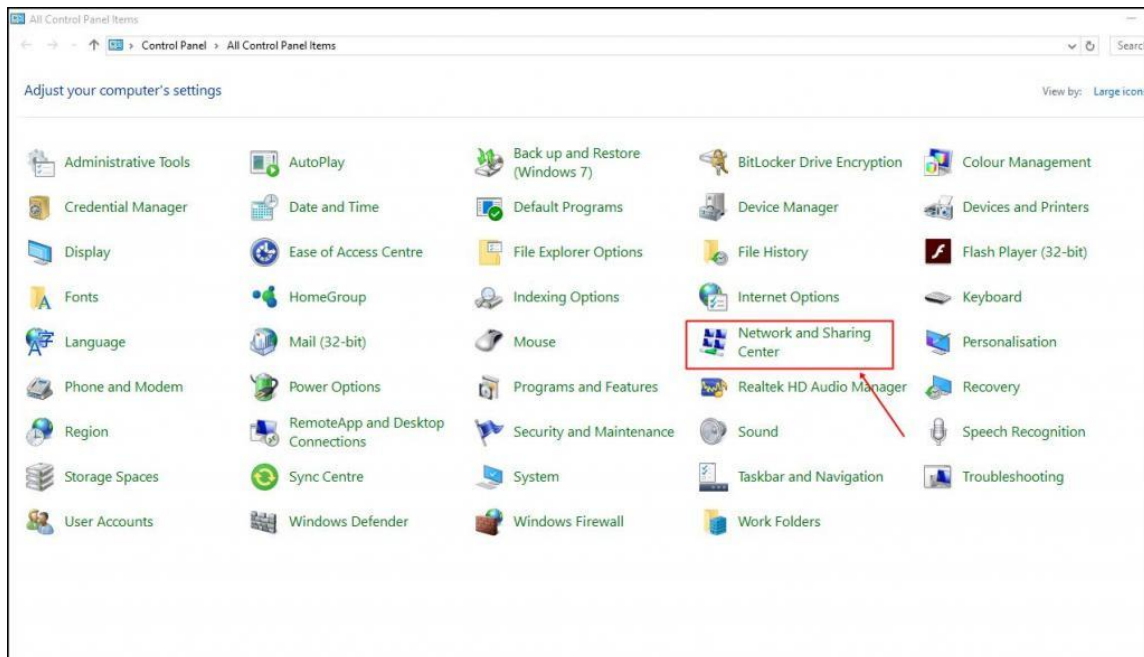 All Control Panel Items
Control Panel > All Control Panel Items
Searc
Adjust your computer's settings
View by: Large icon
Administrative Tools
AutoPlay
Back up and Restore
(Windows 7)
BitLocker Drive Encryption
Colour Management
Credential Manager
Date and Time
Default Programs
Device Manager
Devices and Printers
Display
Ease of Access Centre
File Explorer Options
File History
Flash Player (32-bit)
Fonts
HomeGroup
Indexing Options
Internet Options
Keyboard
Language
Mail (32-bit)
Mouse
Network and Sharing
Center
Personalisation
Phone and Modem
Power Options
Programs and Features
Realtek HD Audio Manager
Recovery
Region
RemoteApp and Desktop
Connections
Security and Maintenance
Sound
Speech Recognition
Storage Spaces
Sync Centre
System
Taskbar and Navigation
Troubleshooting
User Accounts
Windows Defender
Windows Firewall
Work Folders